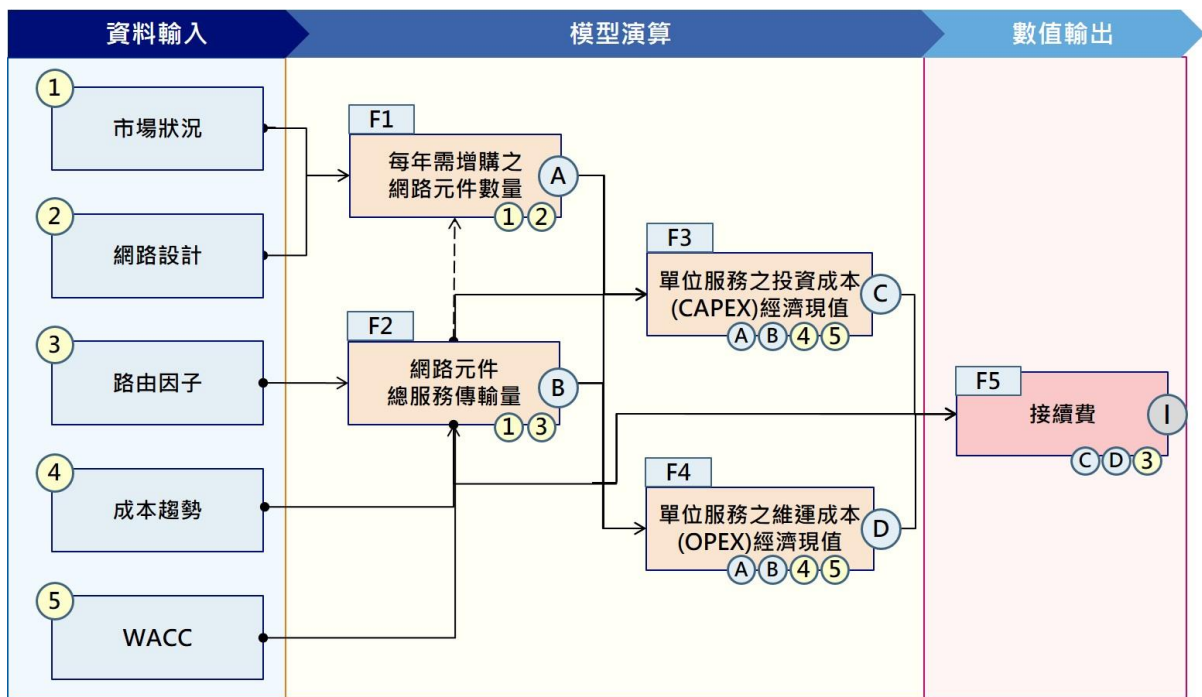 資料輸入
模型演算
數值輸出
1
市場狀況
2
網路設計
3
路由因子
4
成本趨勢
5
WACC
F1
每年需增購之
網路元件數量
A
1 2
F2
網路元件
總服務傳輸量
B
1 3
F3
單位服務之投資成本
(CAPEX)經濟現值
C
A B 4 5
F4
單位服務之維運成本
(OPEX)經濟現值
D
A B 4 5
F5
接續費
I
C D 3